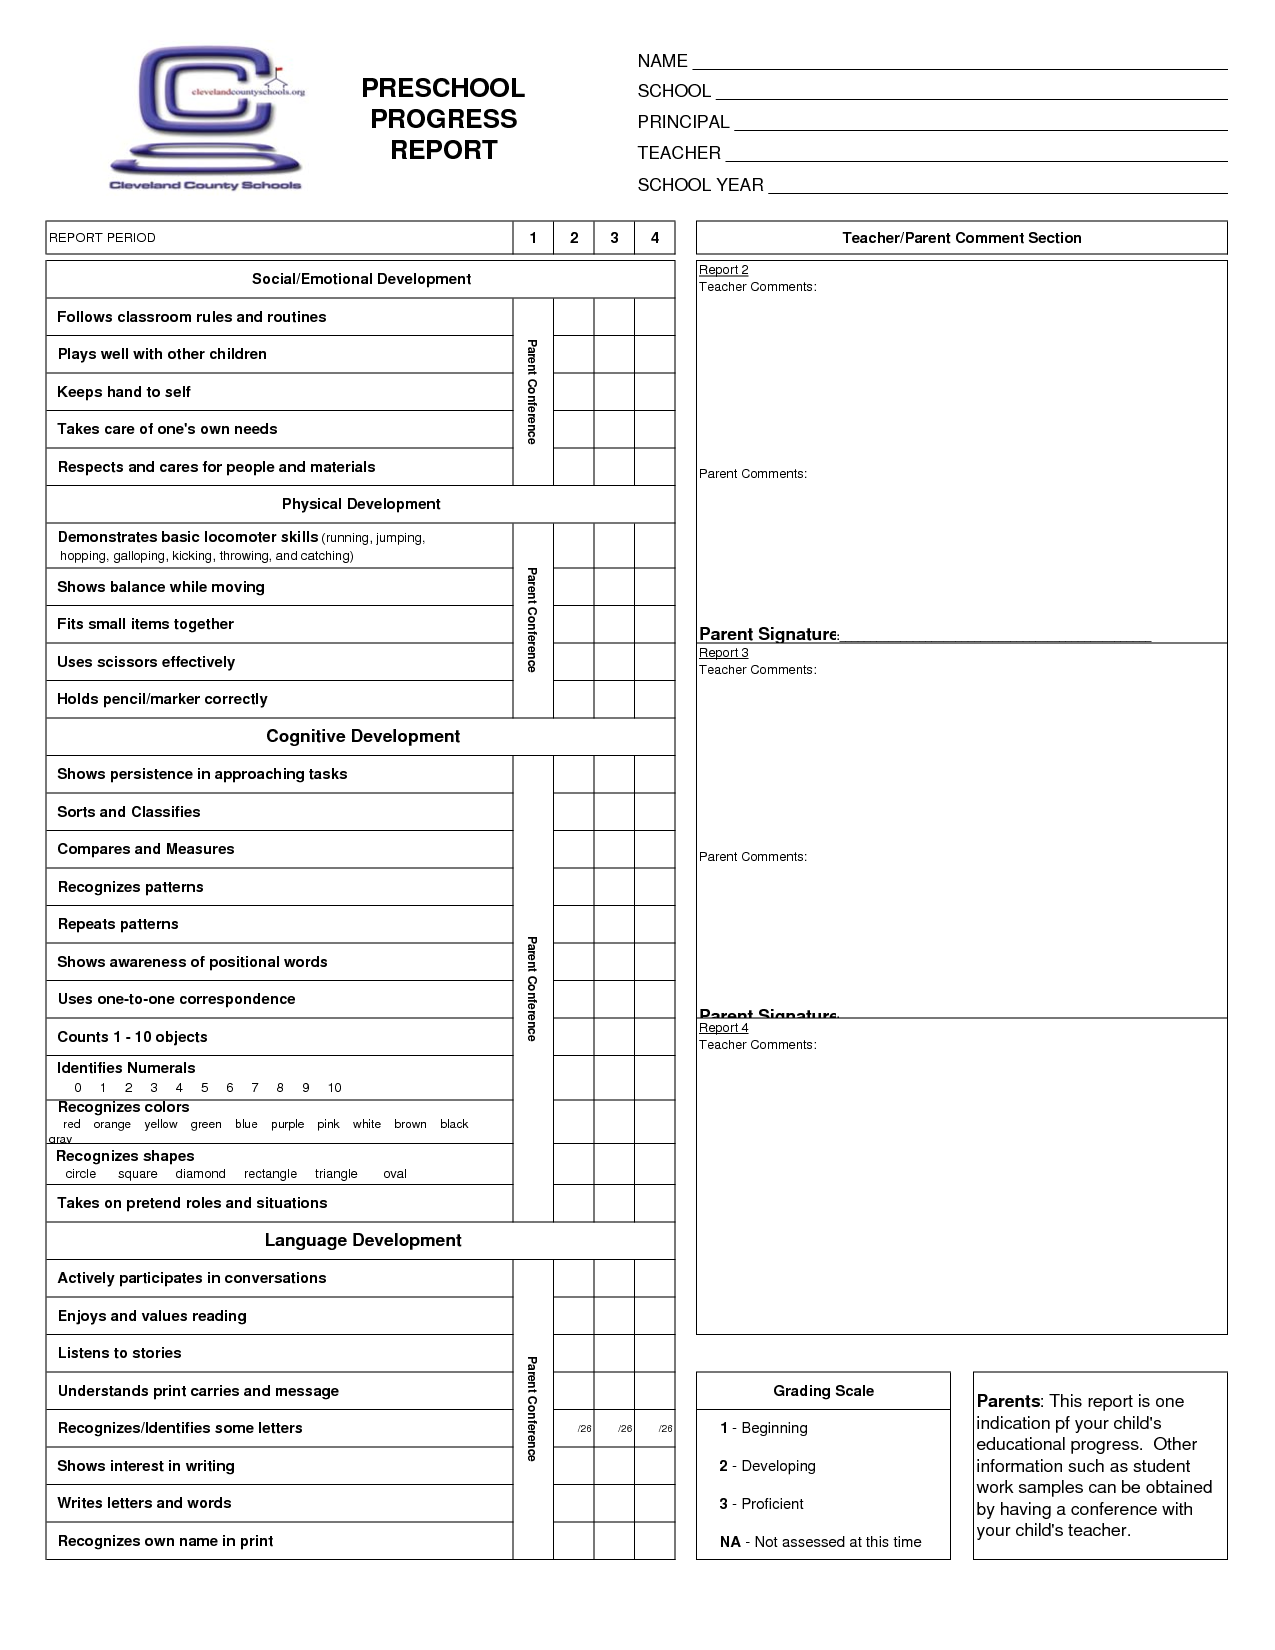 clevelandcountyschools.org
Cleveland County Schools
PRESCHOOL
PROGRESS
REPORT
NAME
SCHOOL
PRINCIPAL
TEACHER
SCHOOL YEAR
REPORT PERIOD 1 2 3 4
Social/Emotional Development
Follows classroom rules and routines
Plays well with other children
Keeps hand to self
Takes care of one's own needs
Respects and cares for people and materials
Parent Conference
Physical Development
Demonstrates basic locomoter skills (running, jumping,
hopping, galloping, kicking, throwing, and catching)
Shows balance while moving
Fits small items together
Uses scissors effectively
Holds pencil/marker correctly
Parent Conference
Cognitive Development
Shows persistence in approaching tasks
Sorts and Classifies
Compares and Measures
Recognizes patterns
Repeats patterns
Shows awareness of positional words
Uses one-to-one correspondence
Counts 1 - 10 objects
Identifies Numerals
0 1 2 3 4 5 6 7 8 9 10
Recognizes colors
red orange yellow green blue purple pink white brown black
gray
Recognizes shapes
circle square diamond rectangle triangle oval
Takes on pretend roles and situations
Parent Conference
Language Development
Actively participates in conversations
Enjoys and values reading
Listens to stories
Understands print carries and message
Recognizes/Identifies some letters /26 /26 /26
Shows interest in writing
Writes letters and words
Recognizes own name in print
Parent Conference
Teacher/Parent Comment Section
Report 2
Teacher Comments:
Parent Comments:
Parent Signature:
Report 3
Teacher Comments:
Parent Comments:
Parent Signature:
Report 4
Teacher Comments:
Grading Scale
1 - Beginning
2 - Developing
3 - Proficient
NA - Not assessed at this time
Parents: This report is one
indication pf your child's
educational progress. Other
information such as student
work samples can be obtained
by having a conference with
your child's teacher.